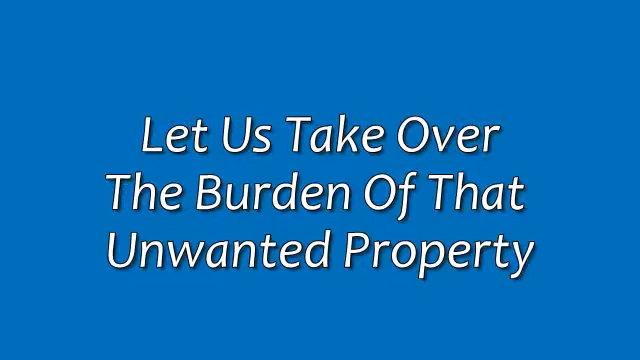 Let Us Take Over
The Burden Of That
Unwanted Property